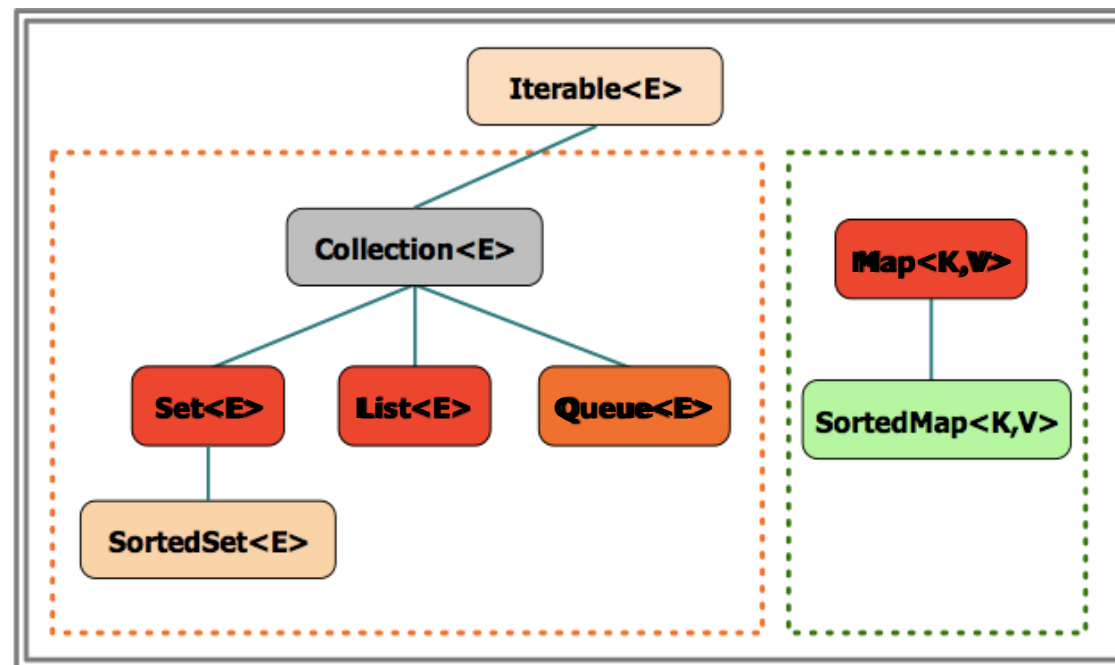 Iterable<E>
Collection<E>
Map<K,V>
Set<E>
List<E>
Queue<E>
SortedMap<K,V>
SortedSet<E>